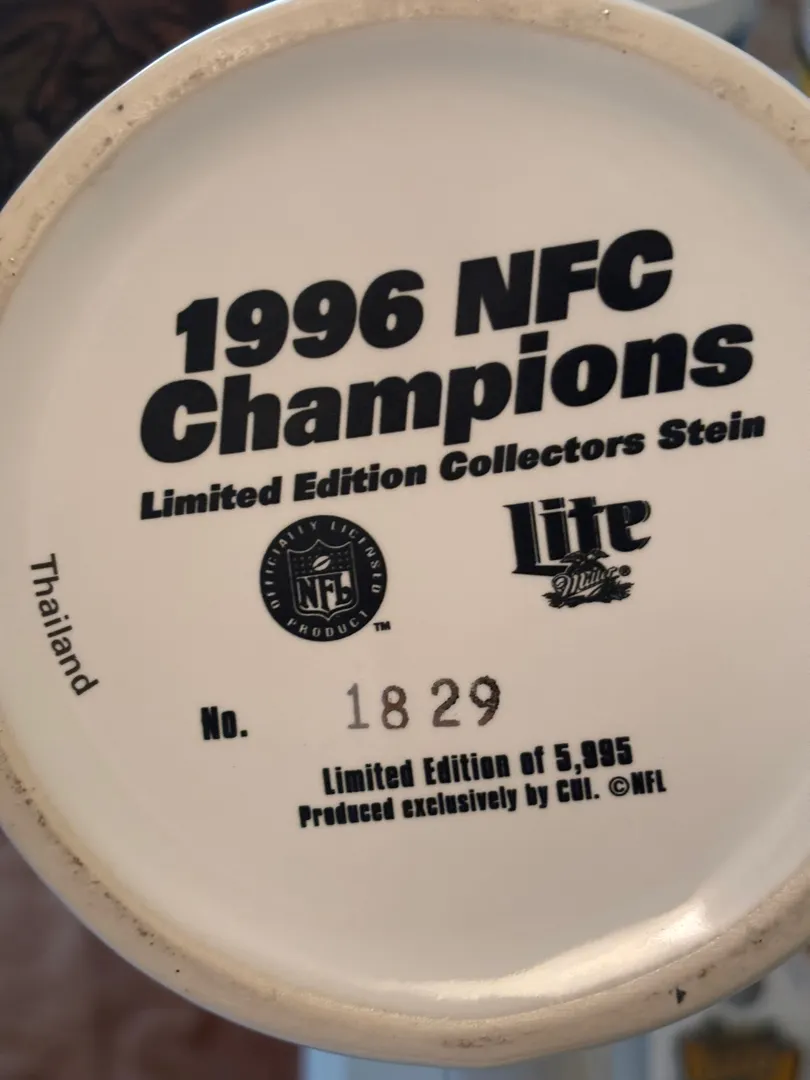 1996 NFC
Champions
Limited Edition Collectors Stein
OFFICIALLY LICENSED
NFL
PRODUCT
TM
Lite
Miller®
Thailand
No. 1829
Limited Edition of 5,995
Produced exclusively by CUI. ©NFL